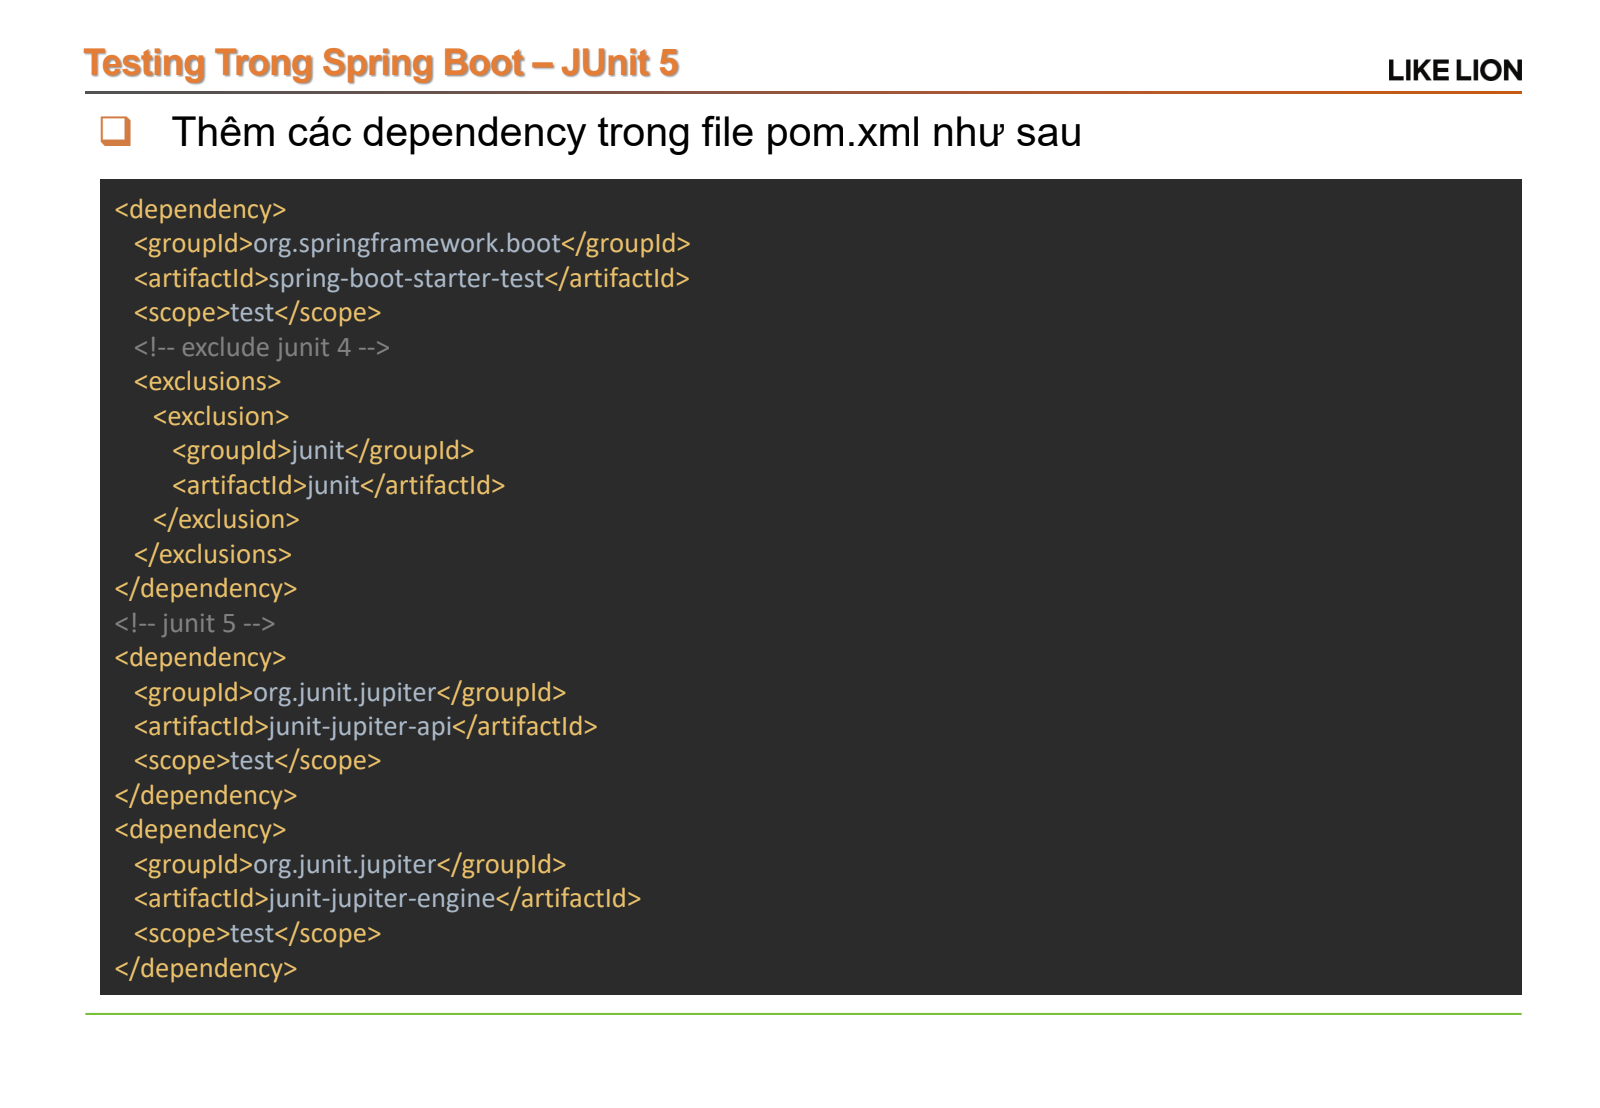 Testing Trong Spring Boot – JUnit 5
LIKE LION
Thêm các dependency trong file pom.xml như sau
<dependency>
  <groupId>org.springframework.boot</groupId>
  <artifactId>spring-boot-starter-test</artifactId>
  <scope>test</scope>
  <!-- exclude junit 4 -->
  <exclusions>
    <exclusion>
      <groupId>junit</groupId>
      <artifactId>junit</artifactId>
    </exclusion>
  </exclusions>
</dependency>
<!-- junit 5 -->
<dependency>
  <groupId>org.junit.jupiter</groupId>
  <artifactId>junit-jupiter-api</artifactId>
  <scope>test</scope>
</dependency>
<dependency>
  <groupId>org.junit.jupiter</groupId>
  <artifactId>junit-jupiter-engine</artifactId>
  <scope>test</scope>
</dependency>